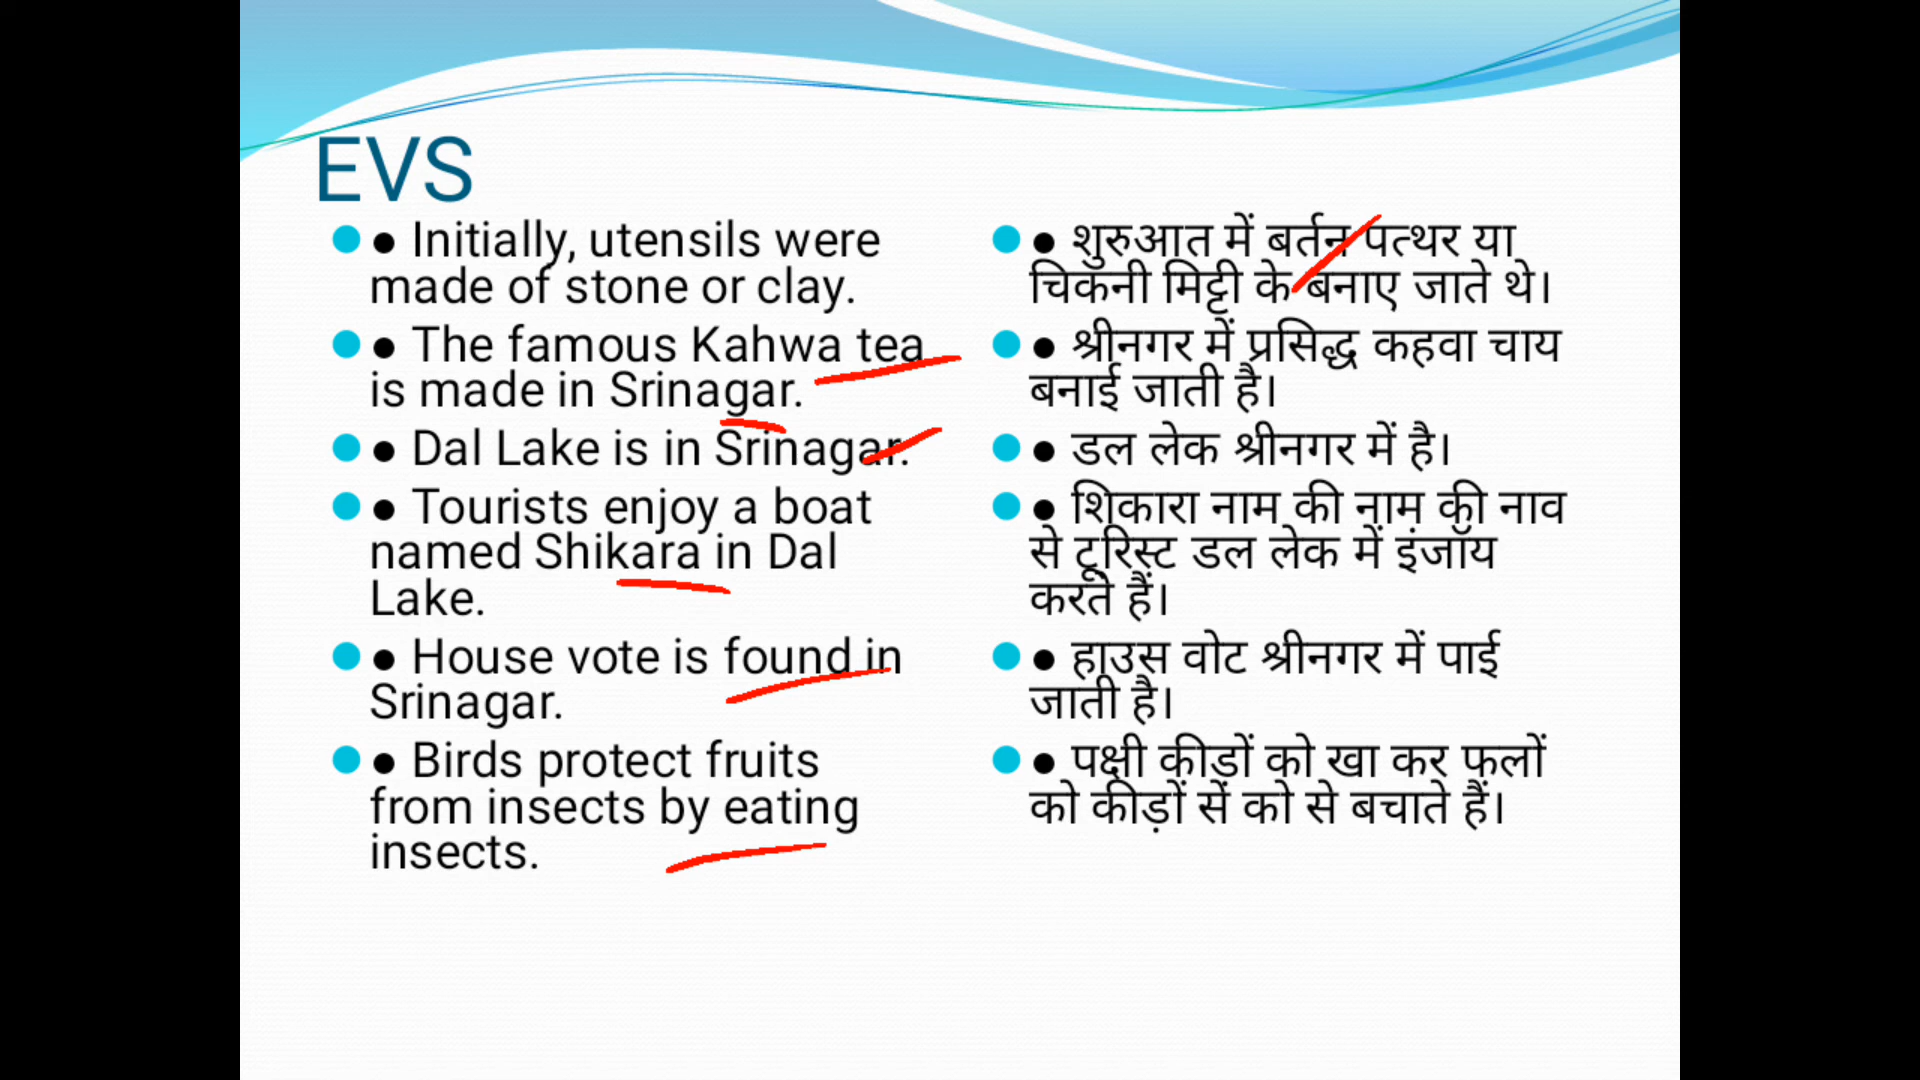 EVS
● Initially, utensils were
made of stone or clay.
● The famous Kahwa tea
is made in Srinagar.
● Dal Lake is in Srinagar.
● Tourists enjoy a boat
named Shikara in Dal
Lake.
● House vote is found in
Srinagar.
● Birds protect fruits
from insects by eating
insects.
● शुरुआत में बर्तन पत्थर या
चिकनी मिट्टी के बनाए जाते थे।
● श्रीनगर में प्रसिद्ध कहवा चाय
बनाई जाती है।
● डल लेक श्रीनगर में है।
● शिकारा नाम की नाम की नाव
से टूरिस्ट डल लेक में इंजॉय
करते हैं।
● हाउस वोट श्रीनगर में पाई
जाती है।
● पक्षी कीड़ों को खा कर फलों
को कीड़ों सें को से बचाते हैं।